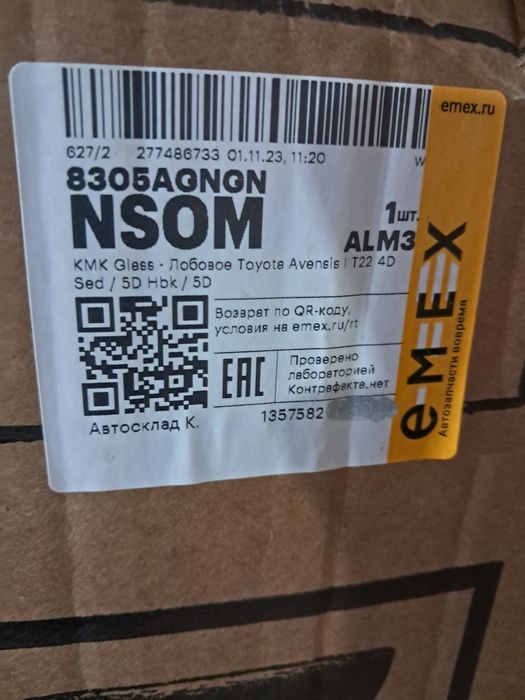 emex.ru
627/2 277486733 01.11.23, 11:20 W
8305AGNGN
NSOM
1 шт.
ALM3
KMK Glass · Лобовое Toyota Avensis I T22 4D
Sed / 5D Hbk / 5D
Возврат по QR-коду,
условия на emex.ru/rt
EAC
Проверено
лабораторией
Контрафакта.нет
1357582
Автосклад К.
e-M-E-X
Автозапчасти вовремя